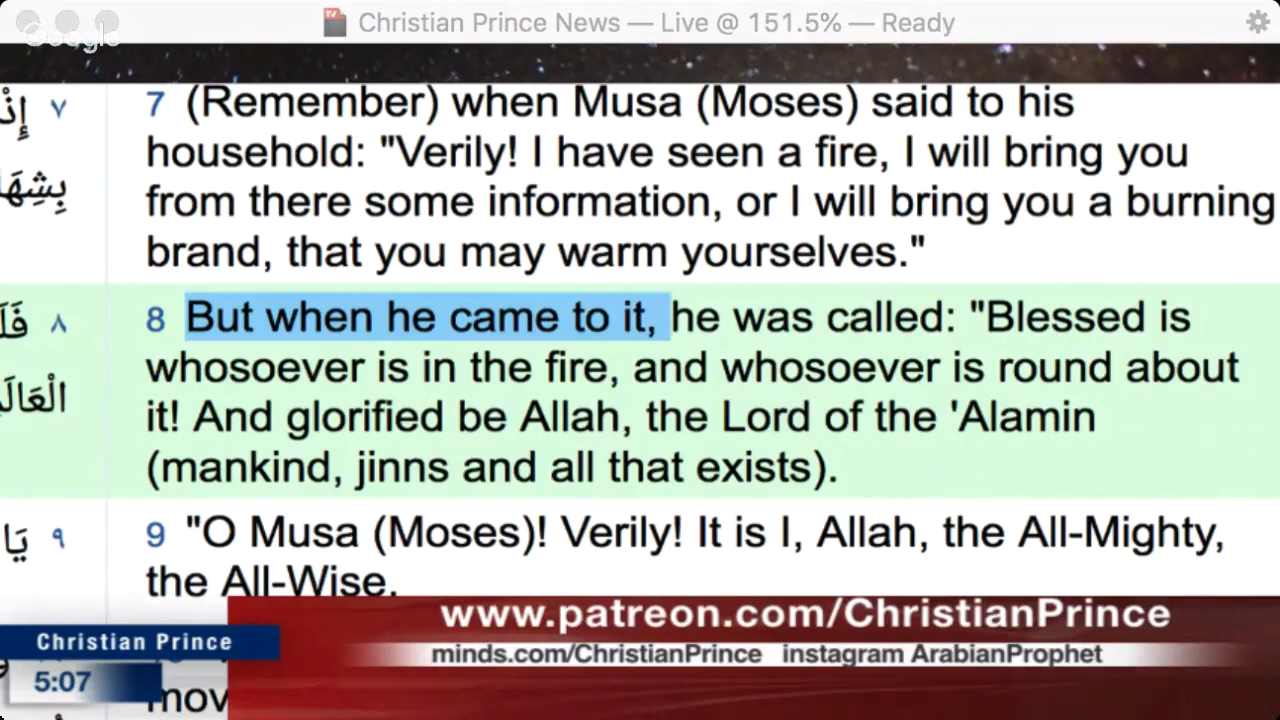 Christian Prince News — Live @ 151.5% — Ready
Google
7 (Remember) when Musa (Moses) said to his
household: "Verily! I have seen a fire, I will bring you
from there some information, or I will bring you a burning
brand, that you may warm yourselves."
٧
8 But when he came to it, he was called: "Blessed is
whosoever is in the fire, and whosoever is round about
it! And glorified be Allah, the Lord of the 'Alamin
(mankind, jinns and all that exists).
٨
9 "O Musa (Moses)! Verily! It is I, Allah, the All-Mighty,
the All-Wise.
٩
يَا
www.patreon.com/ChristianPrince
Christian Prince
minds.com/ChristianPrince instagram ArabianProphet
5:07
mov